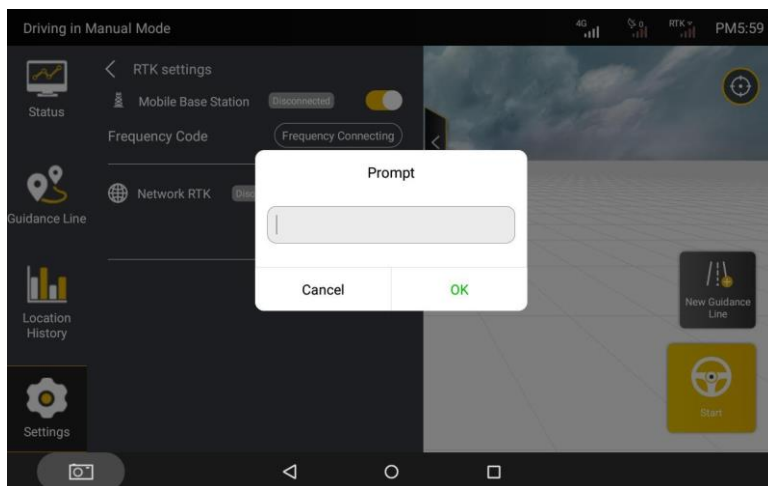 Driving in Manual Mode
4G
0
RTK
PM5:59
Status
RTK settings
Mobile Base Station
Disconnected
Frequency Code
Frequency Connecting
Guidance Line
Network RTK
Prompt
Cancel
OK
Location
History
New Guidance
Line
Settings
Start